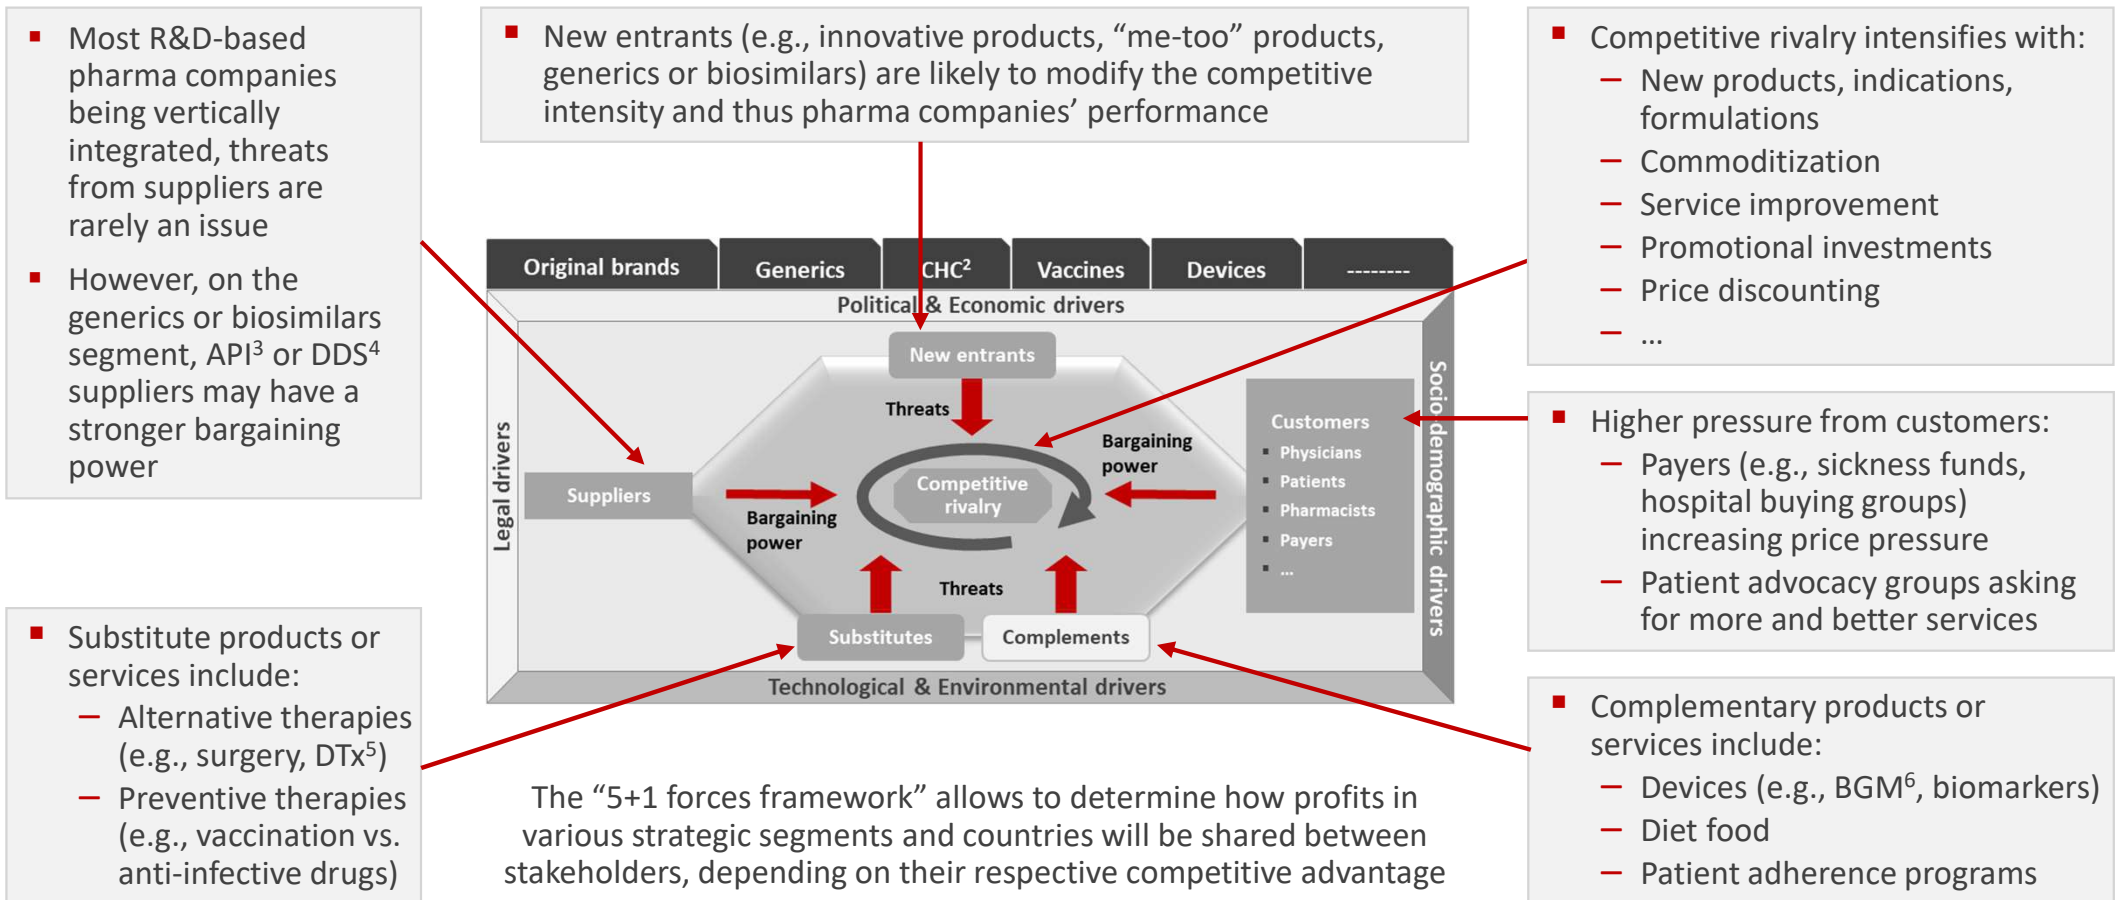 ▪ Most R&D-based
pharma companies
being vertically
integrated, threats
from suppliers are
rarely an issue
▪ However, on the
generics or biosimilars
segment, API³ or DDS⁴
suppliers may have a
stronger bargaining
power
▪ New entrants (e.g., innovative products, “me-too” products,
generics or biosimilars) are likely to modify the competitive
intensity and thus pharma companies’ performance
▪ Competitive rivalry intensifies with:
– New products, indications,
formulations
– Commoditization
– Service improvement
– Promotional investments
– Price discounting
– …
Original brands
Generics
CHC²
Vaccines
Devices
--------
Political & Economic drivers
Legal drivers
Socio-demographic drivers
Technological & Environmental drivers
New entrants
Threats
Suppliers
Bargaining
power
Competitive
rivalry
Bargaining
power
Customers
▪ Physicians
▪ Patients
▪ Pharmacists
▪ Payers
▪ …
Threats
Substitutes
Complements
▪ Higher pressure from customers:
– Payers (e.g., sickness funds,
hospital buying groups)
increasing price pressure
– Patient advocacy groups asking
for more and better services
▪ Substitute products or
services include:
– Alternative therapies
(e.g., surgery, DTx⁵)
– Preventive therapies
(e.g., vaccination vs.
anti-infective drugs)
The “5+1 forces framework” allows to determine how profits in
various strategic segments and countries will be shared between
stakeholders, depending on their respective competitive advantage
▪ Complementary products or
services include:
– Devices (e.g., BGM⁶, biomarkers)
– Diet food
– Patient adherence programs